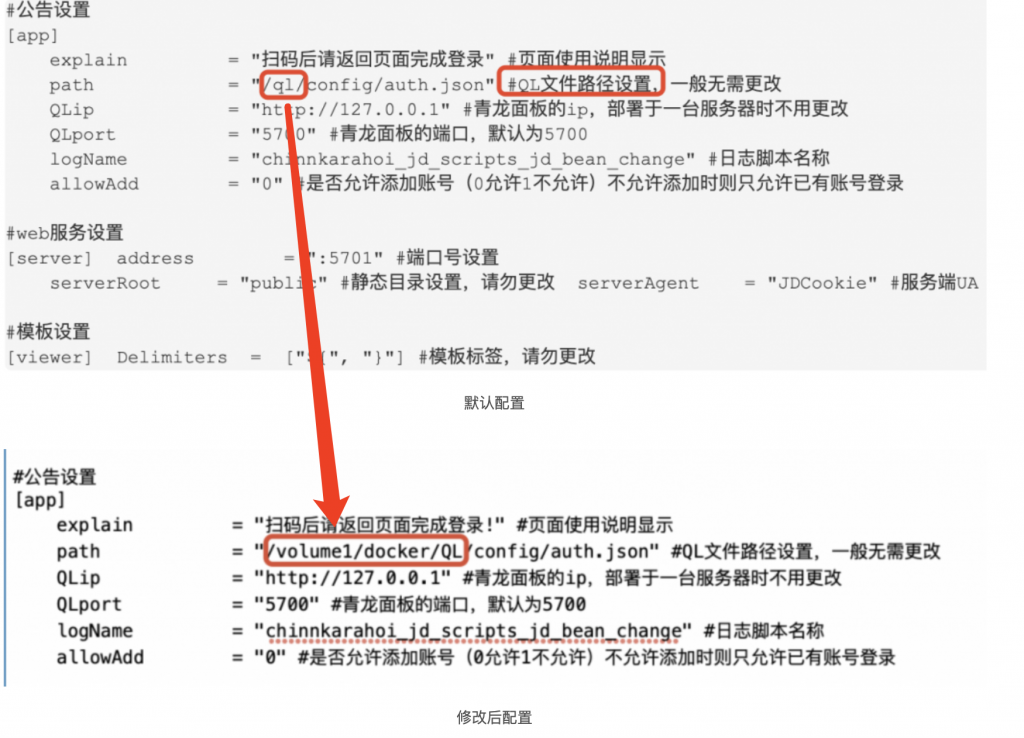 #公告设置
[app]
explain = "扫码后请返回页面完成登录" #页面使用说明显示
path = "/ql/config/auth.json" #QL文件路径设置，一般无需更改
QLip = "http://127.0.0.1" #青龙面板的ip，部署于一台服务器时不用更改
QLport = "5700" #青龙面板的端口，默认为5700
logName = "chinnkarahoi_jd_scripts_jd_bean_change" #日志脚本名称
allowAdd = "0" #是否允许添加账号（0允许1不允许）不允许添加时则只允许已有账号登录
#web服务设置
[server] address = ":5701" #端口号设置
serverRoot = "public" #静态目录设置，请勿更改 serverAgent = "JDCookie" #服务端UA
#模板设置
[viewer] Delimiters = ["${", "}"] #模板标签，请勿更改
默认配置
#公告设置
[app]
explain = "扫码后请返回页面完成登录!" #页面使用说明显示
path = "/volume1/docker/QL/config/auth.json" #QL文件路径设置，一般无需更改
QLip = "http://127.0.0.1" #青龙面板的ip，部署于一台服务器时不用更改
QLport = "5700" #青龙面板的端口，默认为5700
logName = "chinnkarahoi_jd_scripts_jd_bean_change" #日志脚本名称
allowAdd = "0" #是否允许添加账号（0允许1不允许）不允许添加时则只允许已有账号登录
修改后配置